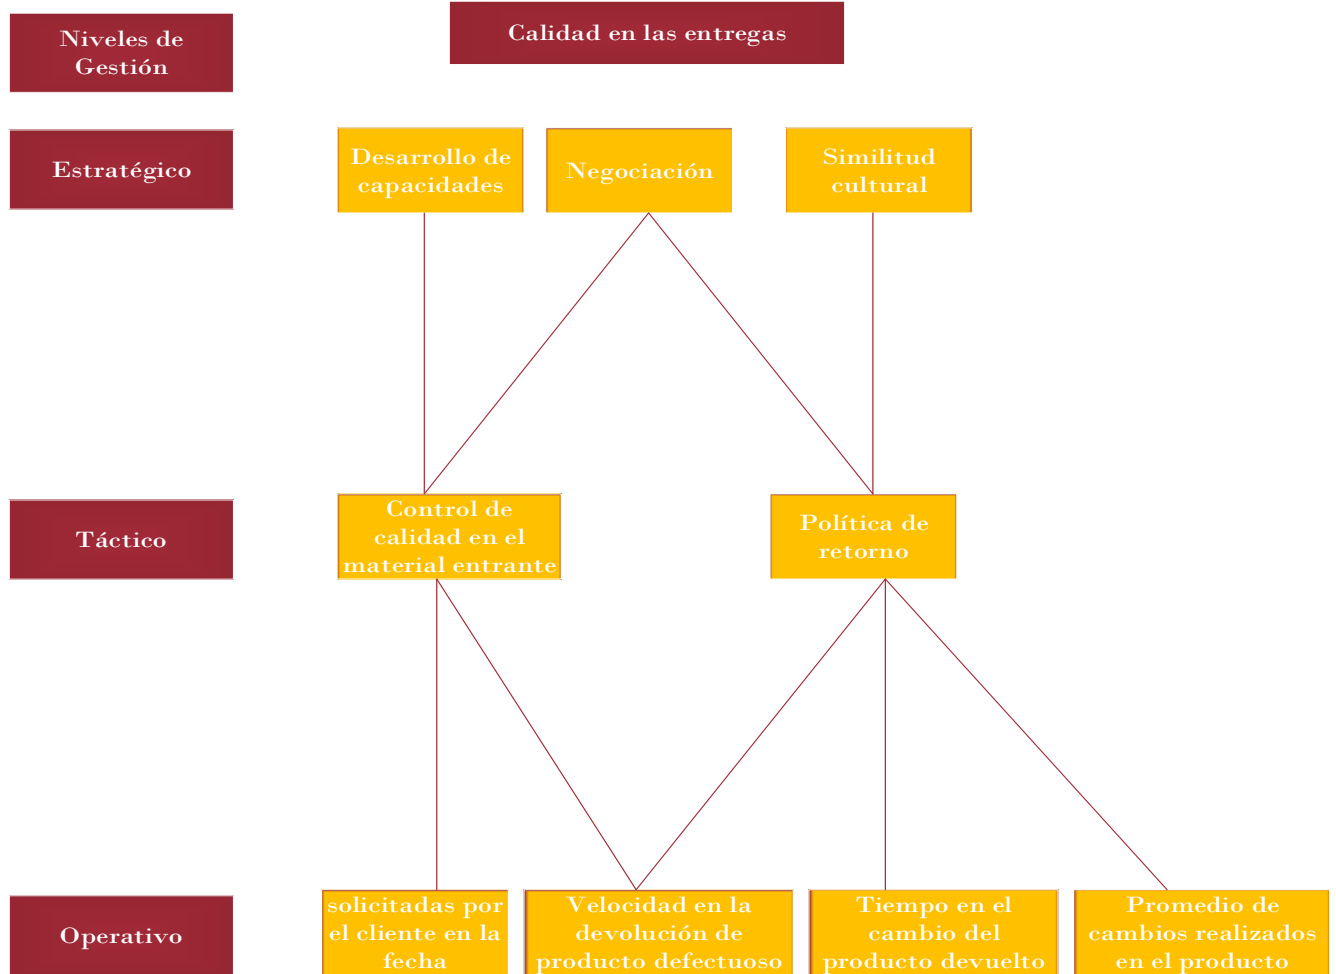 Niveles de
Gestión
Calidad en las entregas
Estratégico
Desarrollo de
capacidades
Negociación
Similitud
cultural
Táctico
Control de
calidad en el
material entrante
Política de
retorno
Operativo
solicitadas por
el cliente en la
fecha
Velocidad en la
devolución de
producto defectuoso
Tiempo en el
cambio del
producto devuelto
Promedio de
cambios realizados
en el producto